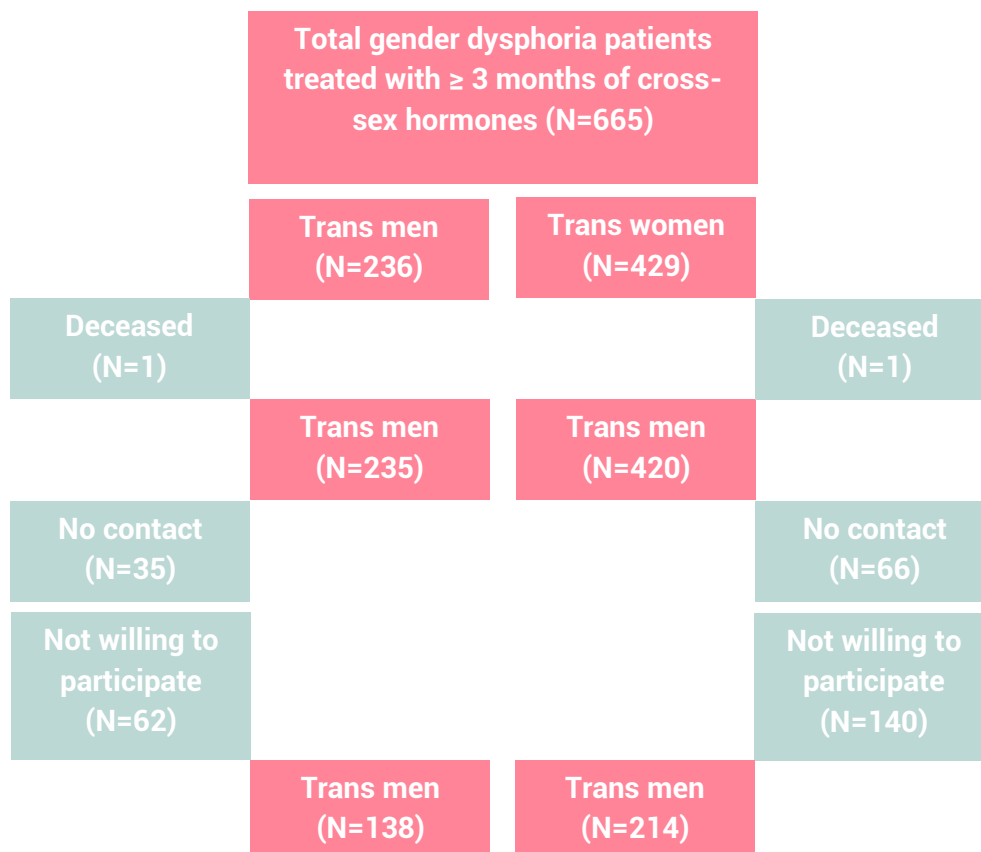 Total gender dysphoria patients
treated with ≥ 3 months of cross-
sex hormones (N=665)
Trans men
(N=236)
Trans women
(N=429)
Deceased
(N=1)
Deceased
(N=1)
Trans men
(N=235)
Trans men
(N=420)
No contact
(N=35)
No contact
(N=66)
Not willing to
participate
(N=62)
Not willing to
participate
(N=140)
Trans men
(N=138)
Trans men
(N=214)